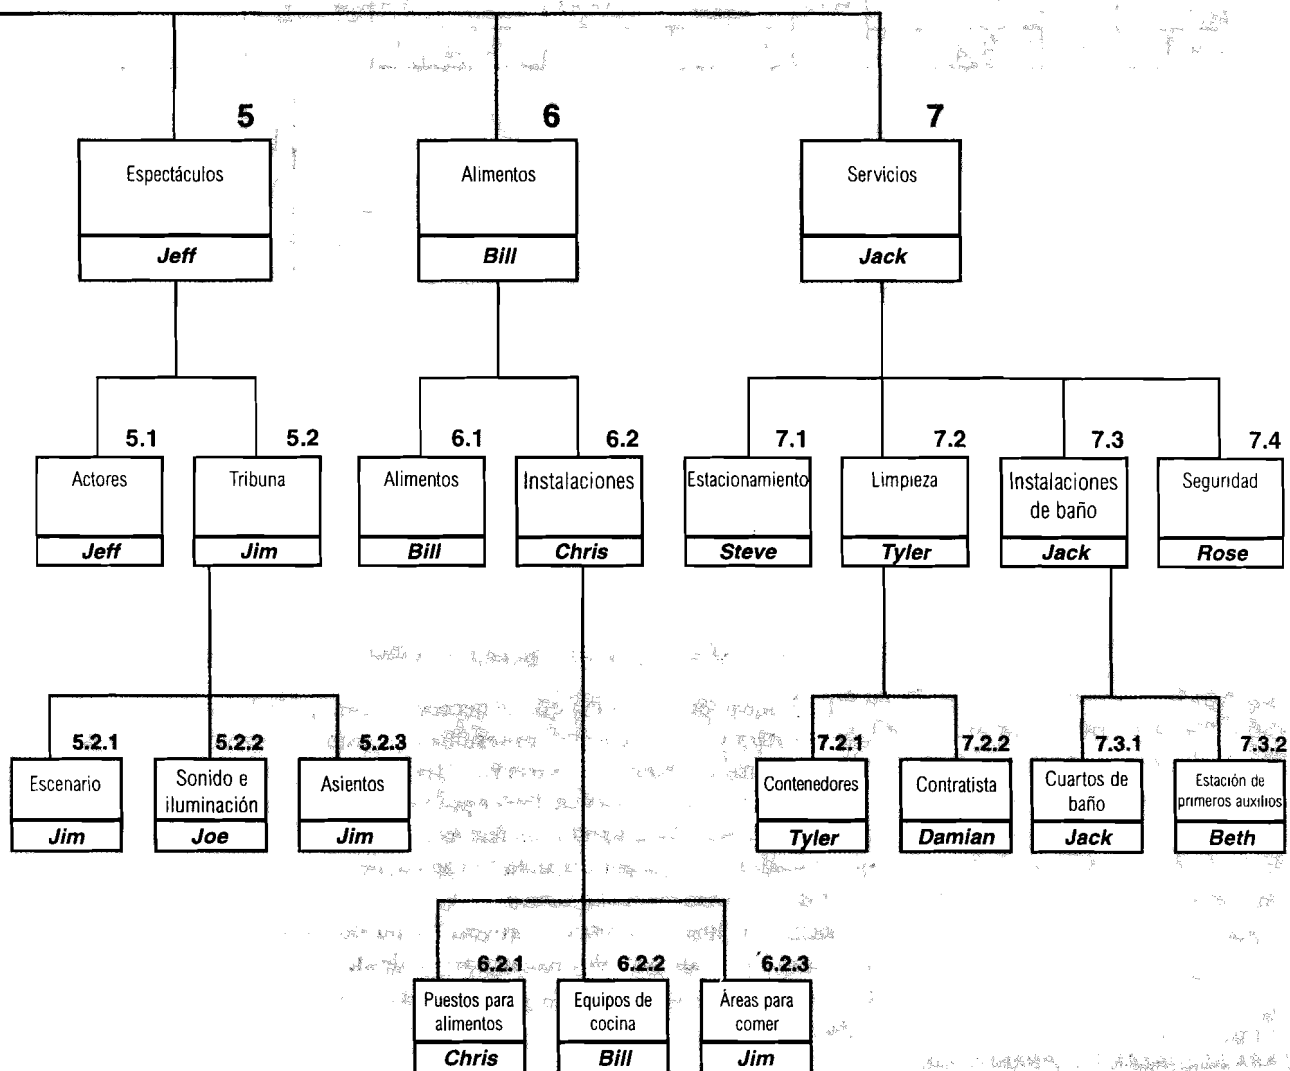 5
Espectáculos
Jeff
6
Alimentos
Bill
7
Servicios
Jack
5.1
Actores
Jeff
5.2
Tribuna
Jim
6.1
Alimentos
Bill
6.2
Instalaciones
Chris
7.1
Estacionamiento
Steve
7.2
Limpieza
Tyler
7.3
Instalaciones
de baño
Jack
7.4
Seguridad
Rose
5.2.1
Escenario
Jim
5.2.2
Sonido e
iluminación
Joe
5.2.3
Asientos
Jim
7.2.1
Contenedores
Tyler
7.2.2
Contratista
Damian
7.3.1
Cuartos de
baño
Jack
7.3.2
Estación de
primeros auxilios
Beth
6.2.1
Puestos para
alimentos
Chris
6.2.2
Equipos de
cocina
Bill
6.2.3
Áreas para
comer
Jim